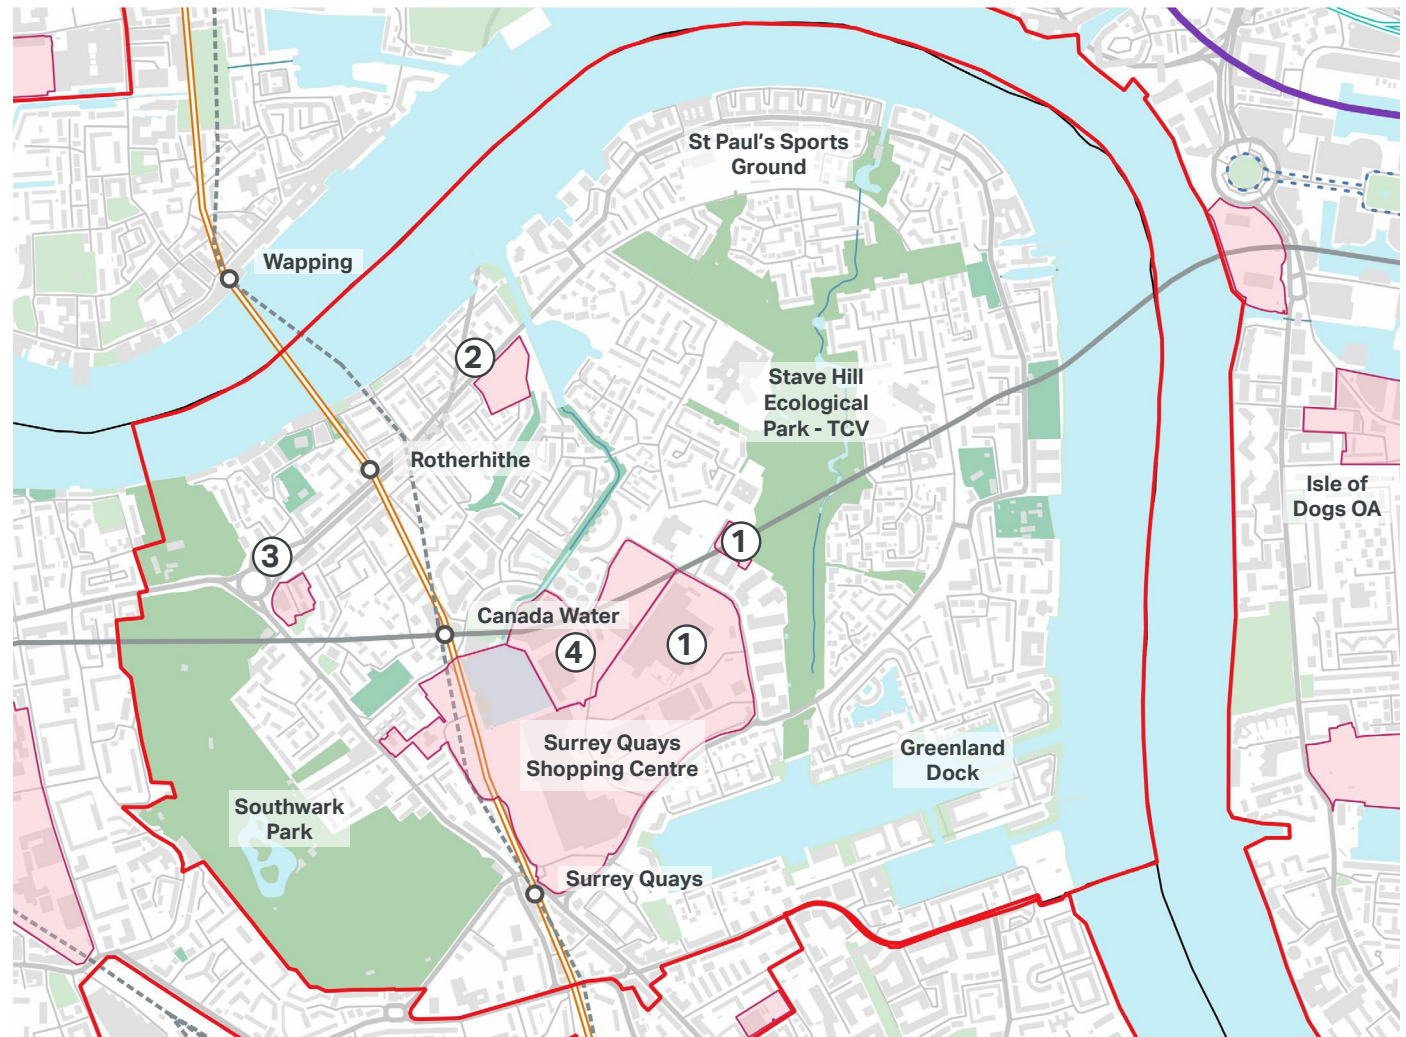 St Paul's Sports
Ground
Wapping
2
Stave Hill
Ecological
Park - TCV
Rotherhithe
Isle of
Dogs OA
1
3
Canada Water
4
1
Surrey Quays
Shopping Centre
Greenland
Dock
Southwark
Park
Surrey Quays